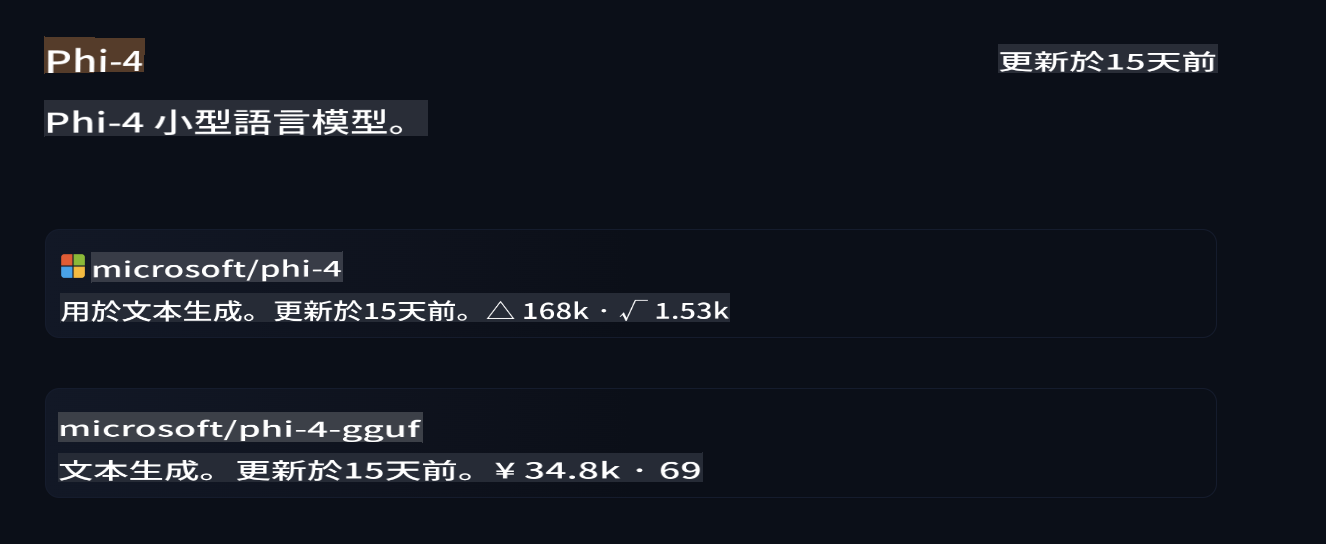 Phi-4
更新於15天前
Phi-4 小型語言模型。
microsoft/phi-4
用於文本生成。更新於15天前。△ 168k · √ 1.53k
microsoft/phi-4-gguf
文本生成。 更新於15天前。¥ 34.8k · 69